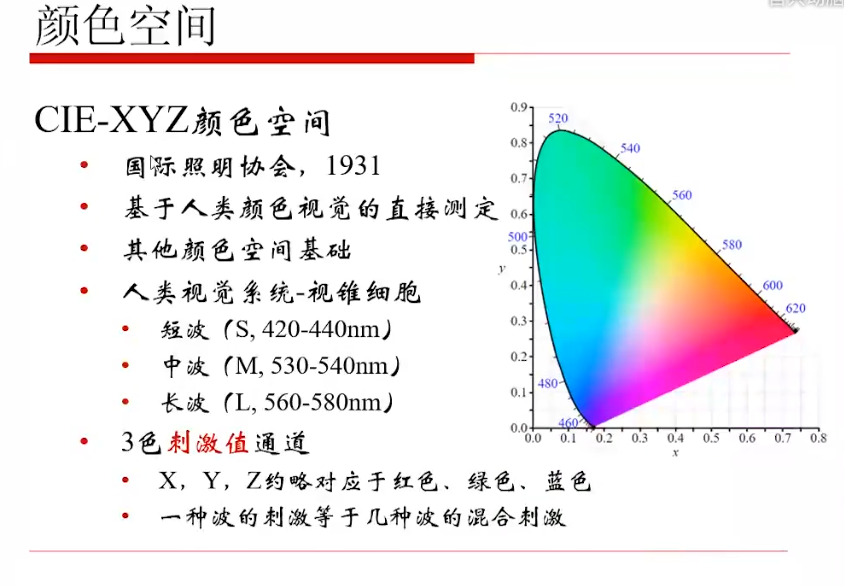 颜色空间
CIE-XYZ颜色空间
国际照明协会，1931
基于人类颜色视觉的直接测定
其他颜色空间基础
人类视觉系统-视锥细胞
短波（S, 420-440nm）
中波（M, 530-540nm）
长波（L, 560-580nm）
3色刺激值通道
X，Y，Z约略对应于红色、绿色、蓝色
一种波的刺激等于几种波的混合刺激
0.9
520
0.8
540
0.7
560
0.6
500
580
0.5
y
0.4
600
620
0.3
0.2
480
0.1
460
0.0
0.0 0.1 0.2 0.3 0.4 0.5 0.6 0.7 0.8
x